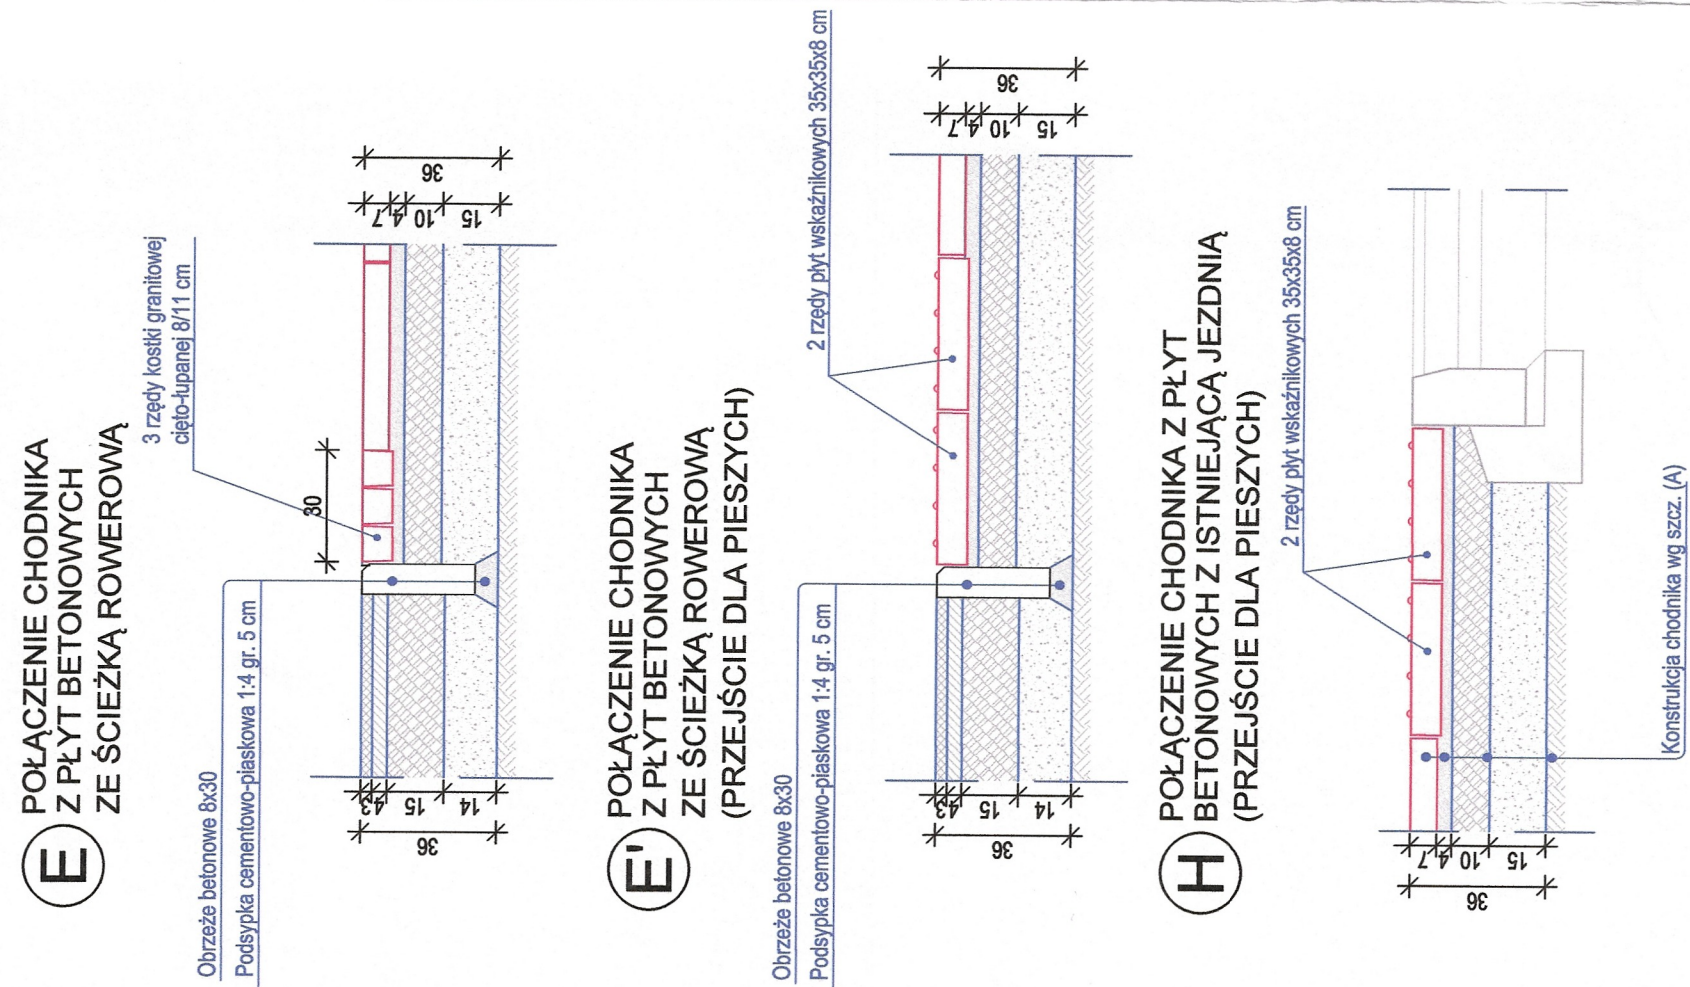 E
POŁĄCZENIE CHODNIKA
Z PŁYT BETONOWYCH
ZE ŚCIEŻKĄ ROWEROWĄ
3 rzędy kostki granitowej
cięto-łupanej 8/11 cm
Obrzeże betonowe 8x30
Podsypka cementowo-piaskowa 1:4 gr. 5 cm
30
3
4
15
14
36
7
4
10
15
36
E'
POŁĄCZENIE CHODNIKA
Z PŁYT BETONOWYCH
ZE ŚCIEŻKĄ ROWEROWĄ
(PRZEJŚCIE DLA PIESZYCH)
2 rzędy płyt wskaźnikowych 35x35x8 cm
Obrzeże betonowe 8x30
Podsypka cementowo-piaskowa 1:4 gr. 5 cm
3
4
15
14
36
7
4
10
15
36
H
POŁĄCZENIE CHODNIKA Z PŁYT
BETONOWYCH Z ISTNIEJĄCĄ JEZDNIĄ
(PRZEJŚCIE DLA PIESZYCH)
2 rzędy płyt wskaźnikowych 35x35x8 cm
7
4
10
15
36
Konstrukcja chodnika wg szcz. (A)